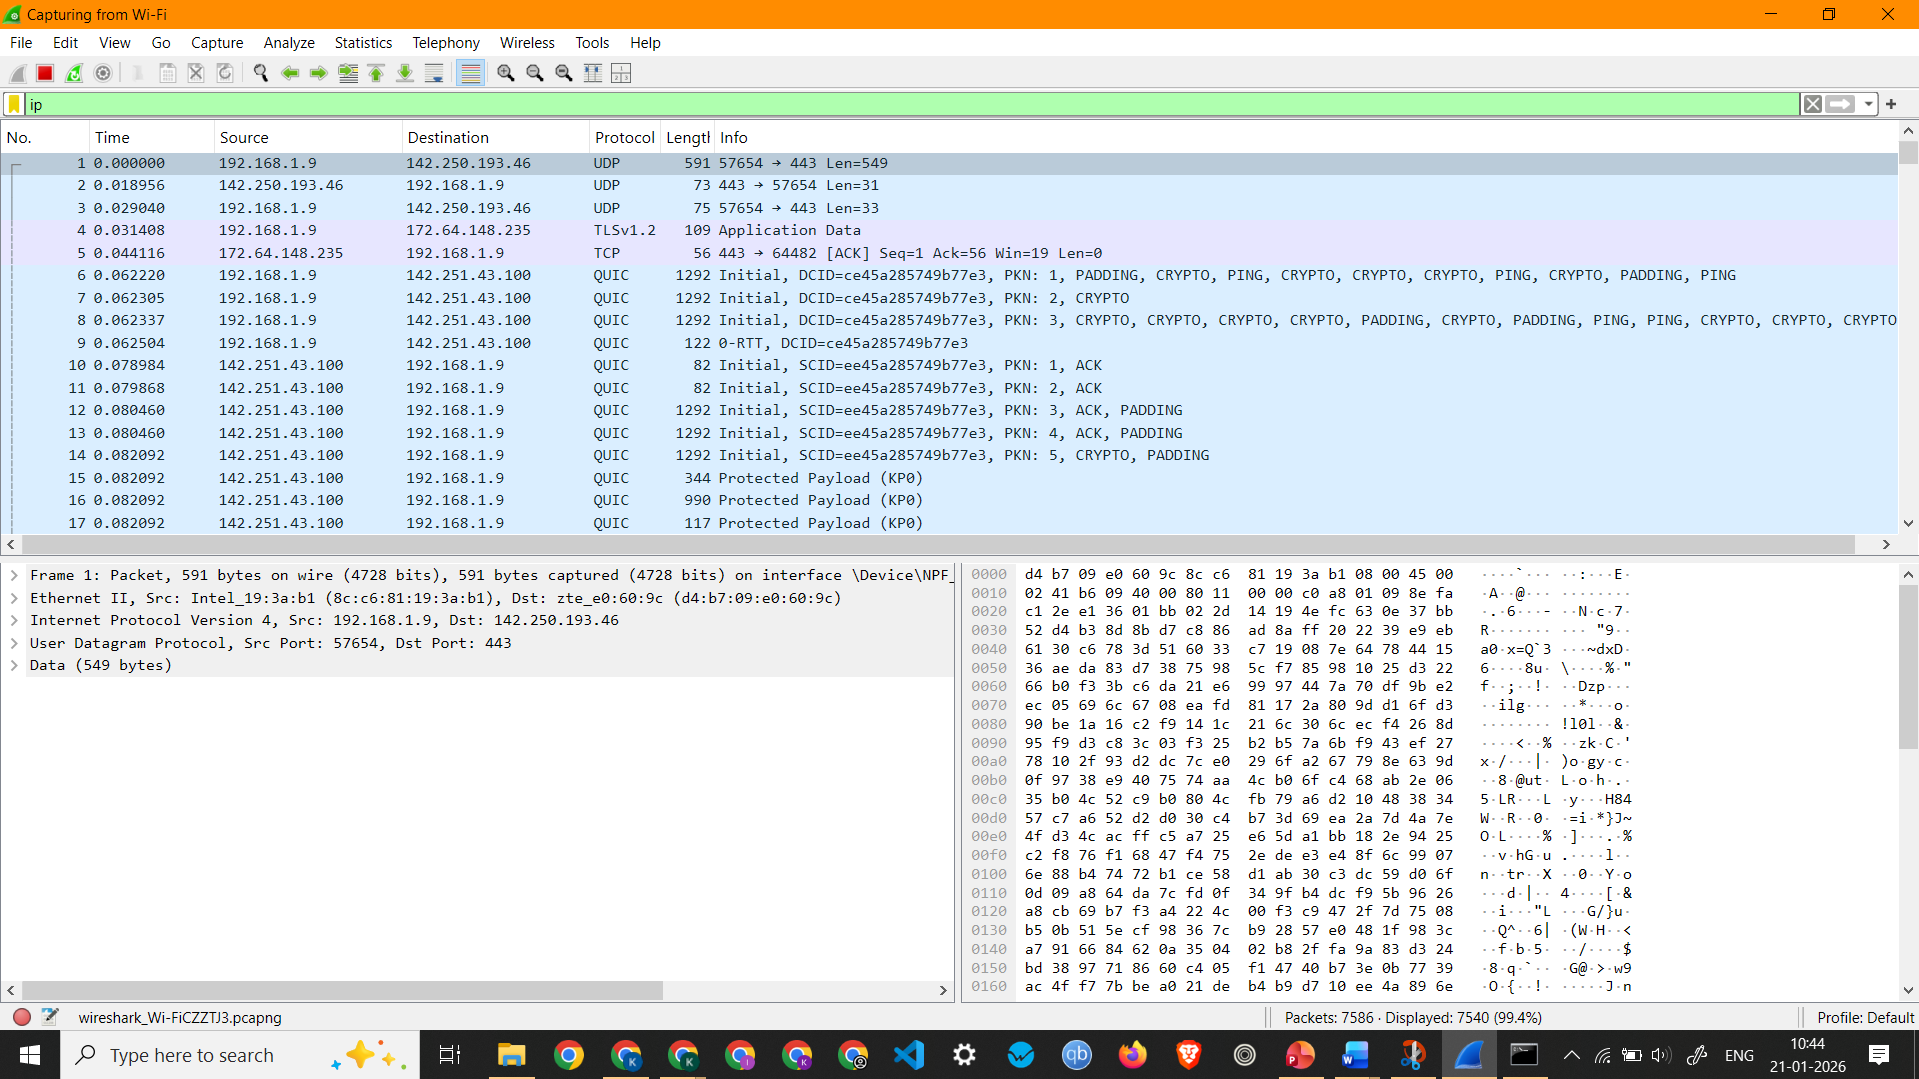 Capturing from Wi-Fi
File Edit View Go Capture Analyze Statistics Telephony Wireless Tools Help
ip
No. Time Source Destination Protocol Length Info
1 0.000000 192.168.1.9 142.250.193.46 UDP 591 57654 → 443 Len=549
2 0.018956 142.250.193.46 192.168.1.9 UDP 73 443 → 57654 Len=31
3 0.029040 192.168.1.9 142.250.193.46 UDP 75 57654 → 443 Len=33
4 0.031408 192.168.1.9 172.64.148.235 TLSv1.2 109 Application Data
5 0.044116 172.64.148.235 192.168.1.9 TCP 56 443 → 64482 [ACK] Seq=1 Ack=56 Win=19 Len=0
6 0.062220 192.168.1.9 142.251.43.100 QUIC 1292 Initial, DCID=ce45a285749b77e3, PKN: 1, PADDING, CRYPTO, PING, CRYPTO, CRYPTO, CRYPTO, PING, CRYPTO, PADDING, PING
7 0.062305 192.168.1.9 142.251.43.100 QUIC 1292 Initial, DCID=ce45a285749b77e3, PKN: 2, CRYPTO
8 0.062337 192.168.1.9 142.251.43.100 QUIC 1292 Initial, DCID=ce45a285749b77e3, PKN: 3, CRYPTO, CRYPTO, CRYPTO, CRYPTO, PADDING, CRYPTO, PADDING, PING, PING, CRYPTO, CRYPTO, CRYPTO
9 0.062504 192.168.1.9 142.251.43.100 QUIC 122 0-RTT, DCID=ce45a285749b77e3
10 0.078984 142.251.43.100 192.168.1.9 QUIC 82 Initial, SCID=ee45a285749b77e3, PKN: 1, ACK
11 0.079868 142.251.43.100 192.168.1.9 QUIC 82 Initial, SCID=ee45a285749b77e3, PKN: 2, ACK
12 0.080460 142.251.43.100 192.168.1.9 QUIC 1292 Initial, SCID=ee45a285749b77e3, PKN: 3, ACK, PADDING
13 0.080460 142.251.43.100 192.168.1.9 QUIC 1292 Initial, SCID=ee45a285749b77e3, PKN: 4, ACK, PADDING
14 0.082092 142.251.43.100 192.168.1.9 QUIC 1292 Initial, SCID=ee45a285749b77e3, PKN: 5, CRYPTO, PADDING
15 0.082092 142.251.43.100 192.168.1.9 QUIC 344 Protected Payload (KP0)
16 0.082092 142.251.43.100 192.168.1.9 QUIC 990 Protected Payload (KP0)
17 0.082092 142.251.43.100 192.168.1.9 QUIC 117 Protected Payload (KP0)
Frame 1: Packet, 591 bytes on wire (4728 bits), 591 bytes captured (4728 bits) on interface \Device\NPF_
Ethernet II, Src: Intel_19:3a:b1 (8c:c6:81:19:3a:b1), Dst: zte_e0:60:9c (d4:b7:09:e0:60:9c)
Internet Protocol Version 4, Src: 192.168.1.9, Dst: 142.250.193.46
User Datagram Protocol, Src Port: 57654, Dst Port: 443
Data (549 bytes)
0000 d4 b7 09 e0 60 9c 8c c6 81 19 3a b1 08 00 45 00 ····`··· ··:···E·
0010 02 41 b6 09 40 00 80 11 00 00 c0 a8 01 09 8e fa ·A··@··· ········
0020 c1 2e e1 36 01 bb 02 2d 14 19 4e fc 63 0e 37 bb ·.·6···- ··N·c·7·
0030 52 d4 b3 8d 8b d7 c8 86 ad 8a ff 20 22 39 e9 eb R······· ··· "9··
0040 61 30 c6 78 3d 51 60 33 c7 19 08 7e 64 78 44 15 a0·x=Q`3 ···~dxD·
0050 36 ae da 83 d7 38 75 98 5c f7 85 98 10 25 d3 22 6····8u· \····%·"
0060 66 b0 f3 3b c6 da 21 e6 99 97 44 7a 70 df 9b e2 f··;··!· ··Dzp···
0070 ec 05 69 6c 67 08 ea fd 81 17 2a 80 9d d1 6f d3 ··ilg··· ··*···o·
0080 90 be 1a 16 c2 f9 14 1c 21 6c 30 6c ec f4 26 8d ········ !l0l··&·
0090 95 f9 d3 c8 3c 03 f3 25 b2 b5 7a 6b f9 43 ef 27 ····<··% ··zk·C·'
00a0 78 10 2f 93 d2 dc 7c e0 29 6f a2 67 79 8e 63 9d x·/···|· )o·gy·c·
00b0 0f 97 38 e9 40 75 74 aa 4c b0 6f c4 68 ab 2e 06 ··8·@ut· L·o·h·.·
00c0 35 b0 4c 52 c9 b0 80 4c fb 79 a6 d2 10 48 38 34 5·LR···L ·y···H84
00d0 57 c7 a6 52 d2 d0 30 c4 b7 3d 69 ea 2a 7d 4a 7e W··R··0· ·=i·*}J~
00e0 4f d3 4c ac ff c5 a7 25 e6 5d a1 bb 18 2e 94 25 O·L····% ·]···.·%
00f0 c2 f8 76 f1 68 47 f4 75 2e de e3 e4 8f 6c 99 07 ··v·hG·u .····l··
0100 6e 88 b4 74 72 b1 ce 58 d1 ab 30 c3 dc 59 d0 6f n··tr··X ··0··Y·o
0110 0d 09 a8 64 da 7c fd 0f 34 9f b4 dc f9 5b 96 26 ···d·|·· 4····[·&
0120 a8 cb 69 b7 f3 a4 22 4c 00 f3 c9 47 2f 7d 75 08 ··i···"L ···G/}u·
0130 b5 0b 51 5e cf 98 36 7c b9 28 57 e0 48 1f 98 3c ··Q^··6| ·(W·H··<
0140 a7 91 66 84 62 0a 35 04 02 b8 2f fa 9a 83 d3 24 ··f·b·5· ··/····$
0150 bd 38 97 71 86 60 c4 05 f1 47 40 b7 3e 0b 77 39 ·8·q·`·· ·G@·>·w9
0160 ac 4f f7 7b be a0 21 de b4 b9 d7 10 ee 4a 89 6e ·O·{··!· ·····J·n
wireshark_Wi-FiCZZTJ3.pcapng Packets: 7586 · Displayed: 7540 (99.4%) Profile: Default
Type here to search ENG 10:44
21-01-2026